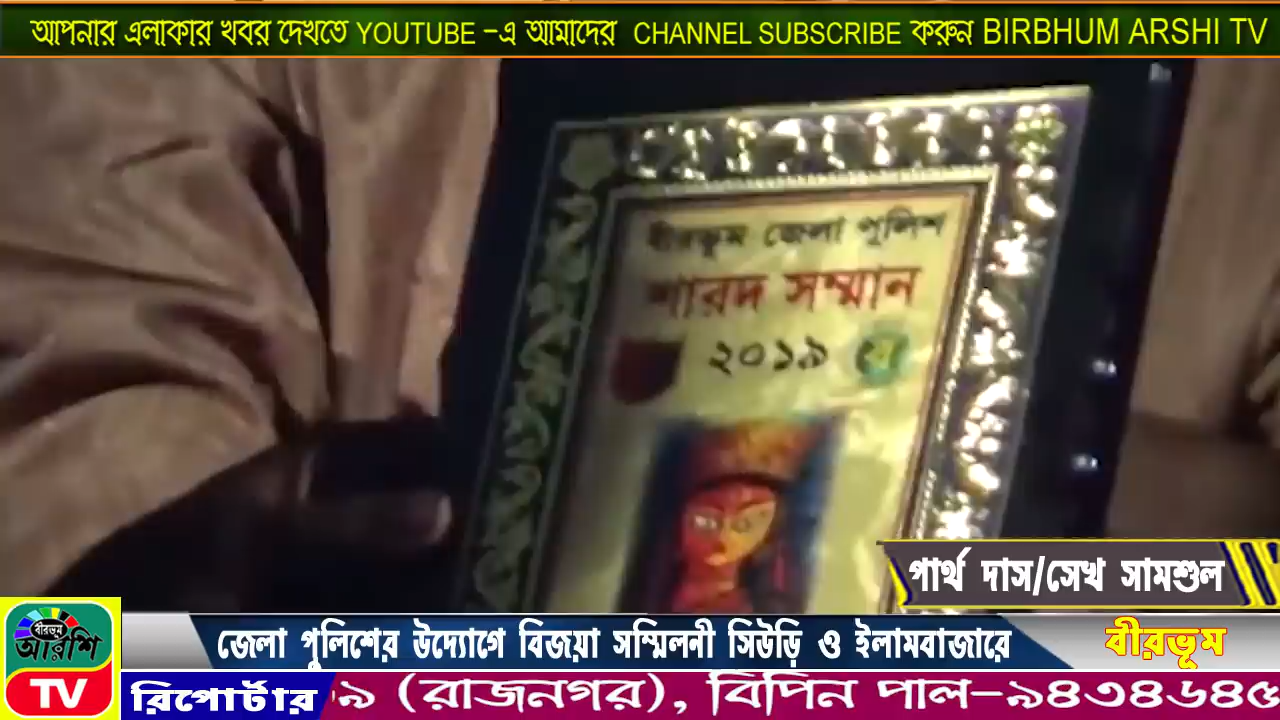 আপনার এলাকার খবর দেখতে YOUTUBE -এ আমাদের CHANNEL SUBSCRIBE করুন BIRBHUM ARSHI TV
বীরভূম জেলা পুলিশ
শারদ সম্মান
২০১৯
পার্থ দাস/সেখ সামশুল
জেলা পুলিশের উদ্যোগে বিজয়া সম্মিলনী সিউড়ি ও ইলামবাজারে
বীরভূম
বীরভূম
আরশি
TV
রিপোর্টার
৯ (রাজনগর), বিপিন পাল-৯৪৩৪৬৪৫